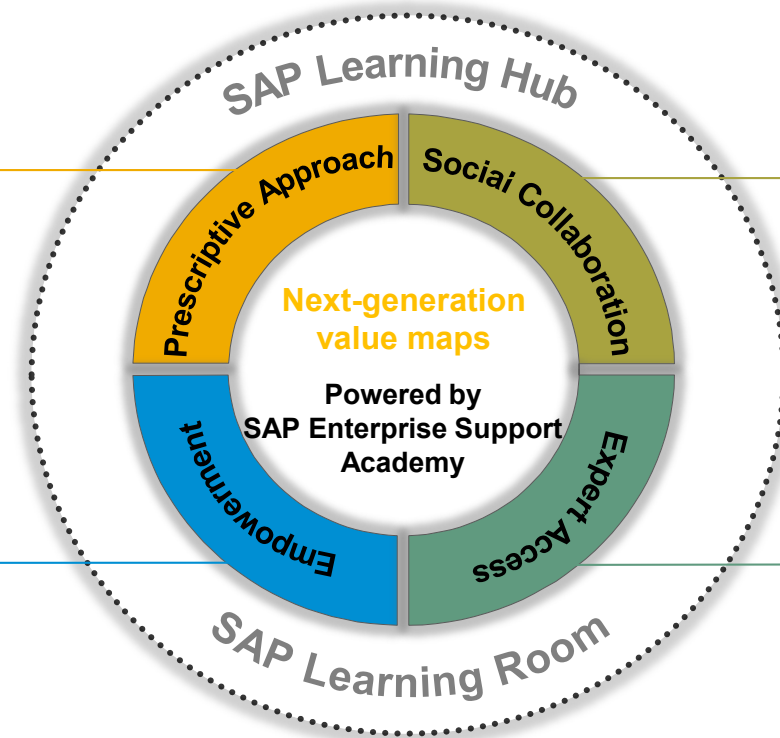 SAP Learning Hub
Prescriptive Approach
Social Collaboration
Next-generation
value maps
Powered by
SAP Enterprise Support
Academy
Empowerment
Expert Access
SAP Learning Room